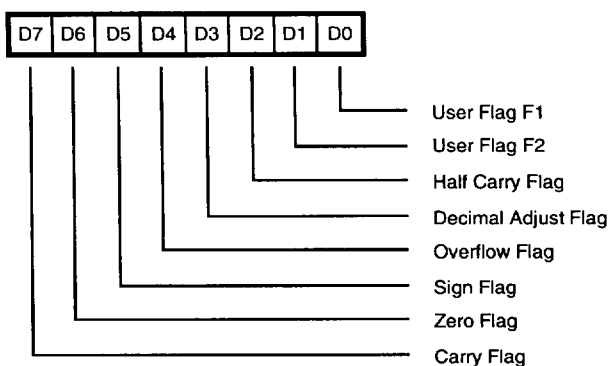 D7 D6 D5 D4 D3 D2 D1 D0
User Flag F1
User Flag F2
Half Carry Flag
Decimal Adjust Flag
Overflow Flag
Sign Flag
Zero Flag
Carry Flag